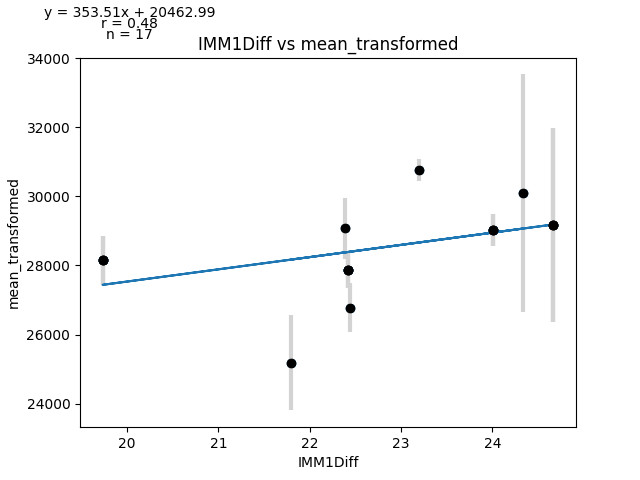 y = 353.51x + 20462.99
r = 0.48
n = 17
IMM1Diff vs mean_transformed
34000
32000
30000
28000
26000
24000
mean_transformed
20 21 22 23 24
IMM1Diff